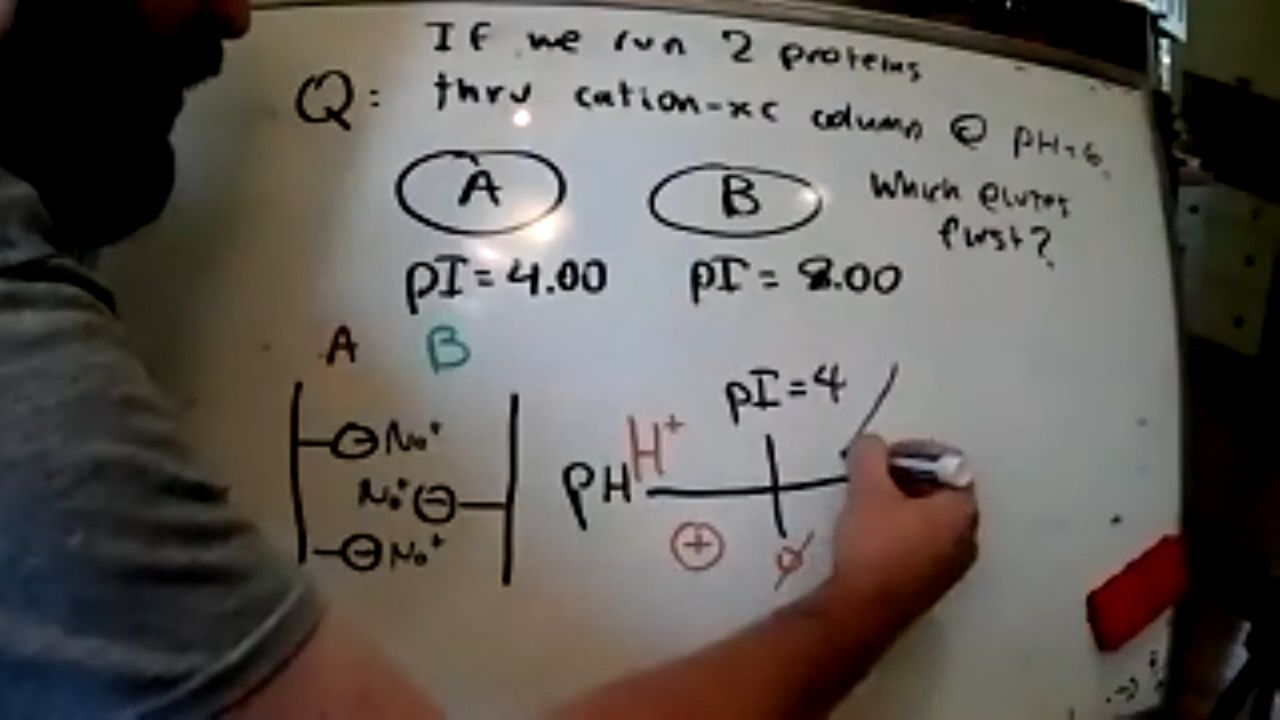 If we run 2 proteins
Q: thru cation-xc column @ pH=6.
A B Which elutes
first?
pI=4.00 pI=8.00
A B
pI=4
⊖Na⁺
H⁺
Na⁺⊖
pH
⊖Na⁺
⊕ ∅